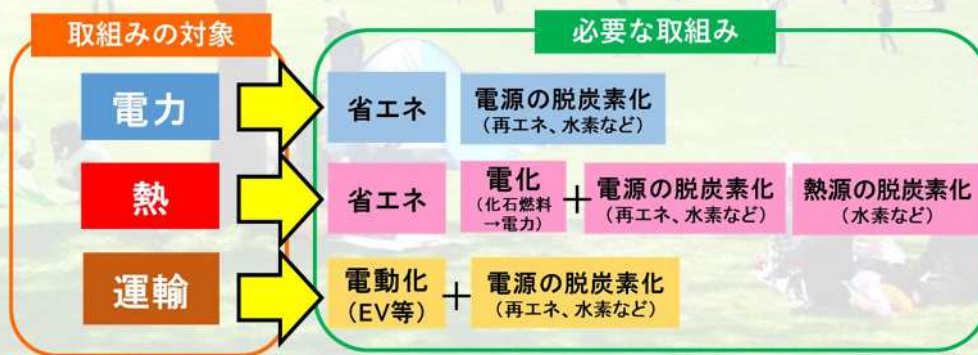 取組みの対象
必要な取組み
電力
省エネ
電源の脱炭素化
(再エネ、水素など)
熱
省エネ
電化
(化石燃料
→電力)
+
電源の脱炭素化
(再エネ、水素など)
熱源の脱炭素化
(水素など)
運輸
電動化
(EV等)
+
電源の脱炭素化
(再エネ、水素など)